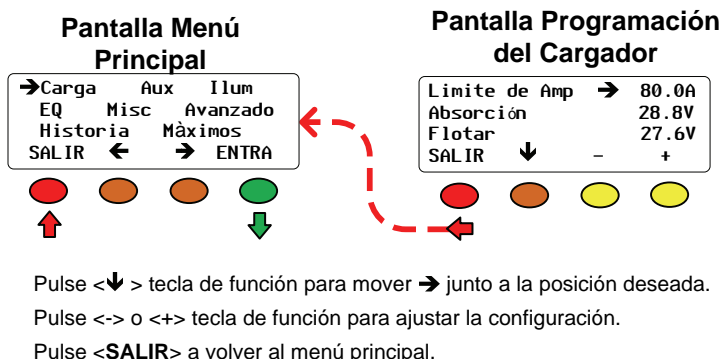 Pantalla Menú
Principal
➔Carga Aux Ilum
EQ Misc Avanzado
Historia Màximos
SALIR 🡸 ➔ ENTRA
Pantalla Programación
del Cargador
Limite de Amp ➔ 80.0A
Absorción 28.8V
Flotar 27.6V
SALIR 🡻 - +
Pulse <🡻 > tecla de función para mover ➔ junto a la posición deseada.
Pulse <-> o <+> tecla de función para ajustar la configuración.
Pulse <SALIR> a volver al menú principal.